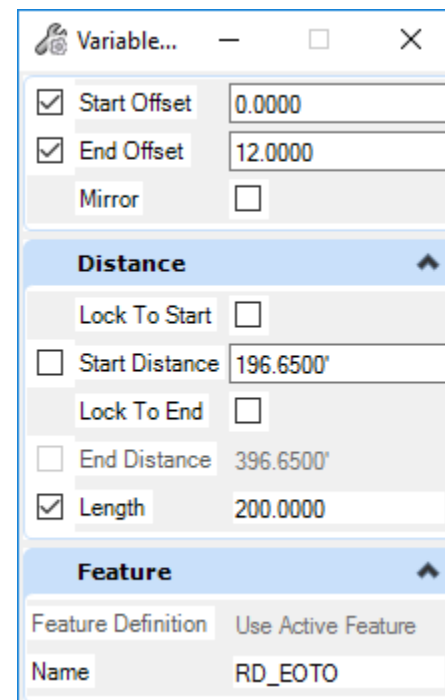 Variable...
Start Offset 0.0000
End Offset 12.0000
Mirror
Distance
Lock To Start
Start Distance 196.6500'
Lock To End
End Distance 396.6500'
Length 200.0000
Feature
Feature Definition Use Active Feature
Name RD_EOTO